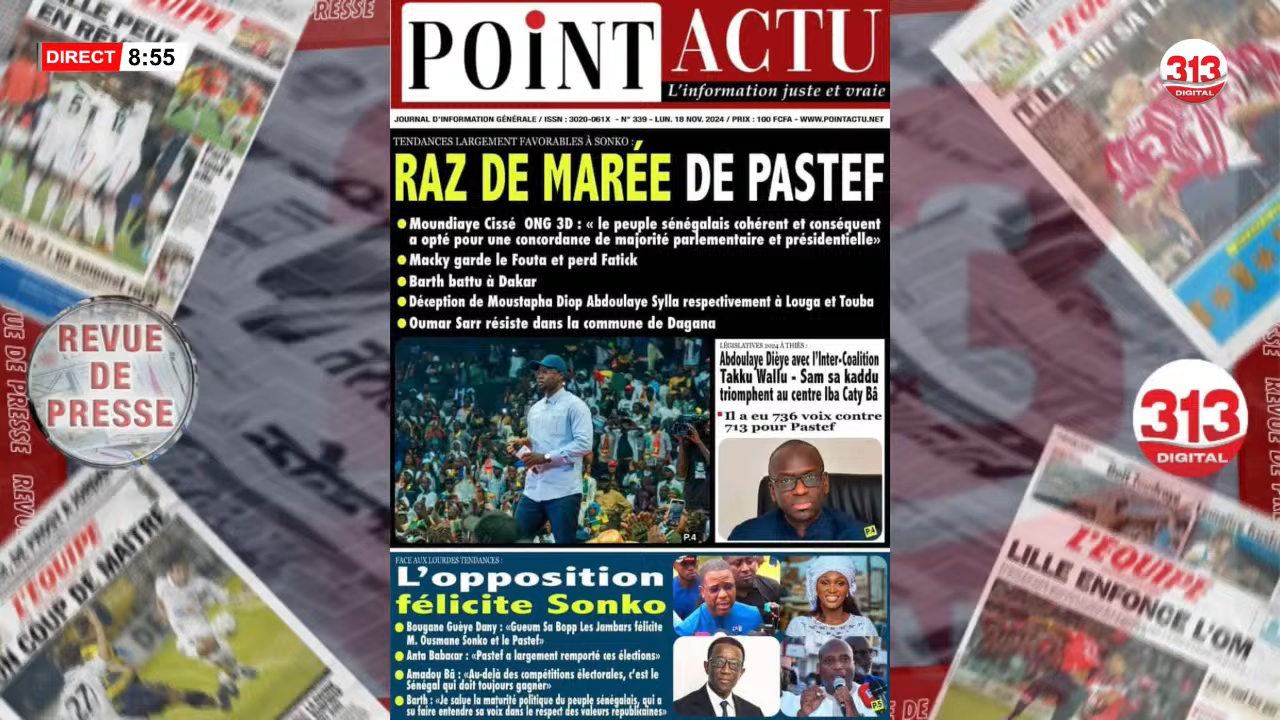 DIRECT 8:55
POINT ACTU
L'information juste et vraie
JOURNAL D'INFORMATION GÉNÉRALE / ISSN : 3020-061X - N° 339 - LUN. 18 NOV. 2024 / PRIX : 100 FCFA - WWW.POINTACTU.NET
TENDANCES LARGEMENT FAVORABLES À SONKO :
RAZ DE MARÉE DE PASTEF
Moundiaye Cissé ONG 3D : « le peuple sénégalais cohérent et conséquent
a opté pour une concordance de majorité parlementaire et présidentielle»
Macky garde le Fouta et perd Fatick
Barth battu à Dakar
Déception de Moustapha Diop Abdoulaye Sylla respectivement à Louga et Touba
Oumar Sarr résiste dans la commune de Dagana
P.4
LÉGISLATIVES 2024 À THIÈS :
Abdoulaye Dièye avec l'Inter-Coalition
Takku Wallu - Sam sa kaddu
triomphent au centre Iba Caty Bâ
Il a eu 736 voix contre
713 pour Pastef
P.4
FACE AUX LOURDES TENDANCES :
L'opposition
félicite Sonko
Bougane Guèye Dany : «Gueum Sa Bopp Les Jambars félicite
M. Ousmane Sonko et le Pastef»
Anta Babacar : «Pastef a largement remporté ces élections»
Amadou Bâ : «Au-delà des compétitions électorales, c'est le
Sénégal qui doit toujours gagner»
Barth : «Je salue la maturité politique du peuple sénégalais, qui a
su faire entendre sa voix dans le respect des valeurs républicaines»
P.5
REVUE
DE
PRESSE
313
DIGITAL
313
DIGITAL
L'ÉQUIPE
COUP DE MAITRE
L'ÉQUIPE
LILLE ENFONCE L'OM